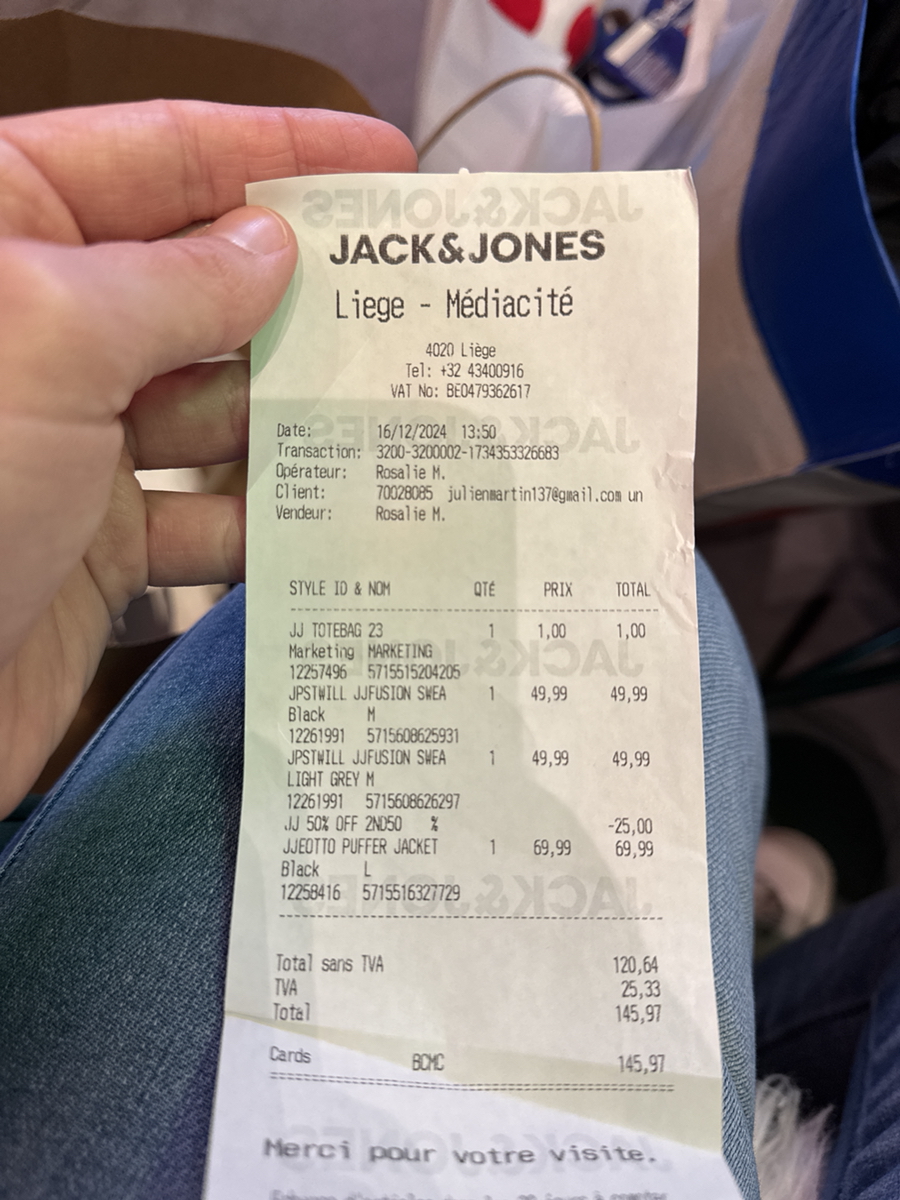 JACK&JONES
Liege - Médiacité
4020 Liège
Tel: +32 43400916
VAT No: BE0479362617
Date: 16/12/2024 13:50
Transaction: 3200-3200002-1734353326683
Opérateur: Rosalie M.
Client: 70028085 julienmartin137@gmail.com un
Vendeur: Rosalie M.
STYLE ID & NOM QTÉ PRIX TOTAL
JJ TOTEBAG 23 1 1,00 1,00
Marketing MARKETING
12257496 5715515204205
JPSTWILL JJFUSION SWEA 1 49,99 49,99
Black M
12261991 5715608625931
JPSTWILL JJFUSION SWEA 1 49,99 49,99
LIGHT GREY M
12261991 5715608626297
JJ 50% OFF 2ND50 % -25,00
JJEOTTO PUFFER JACKET 1 69,99 69,99
Black L
12258416 5715516327729
Total sans TVA 120,64
TVA 25,33
Total 145,97
Cards BCMC 145,97
Merci pour votre visite.